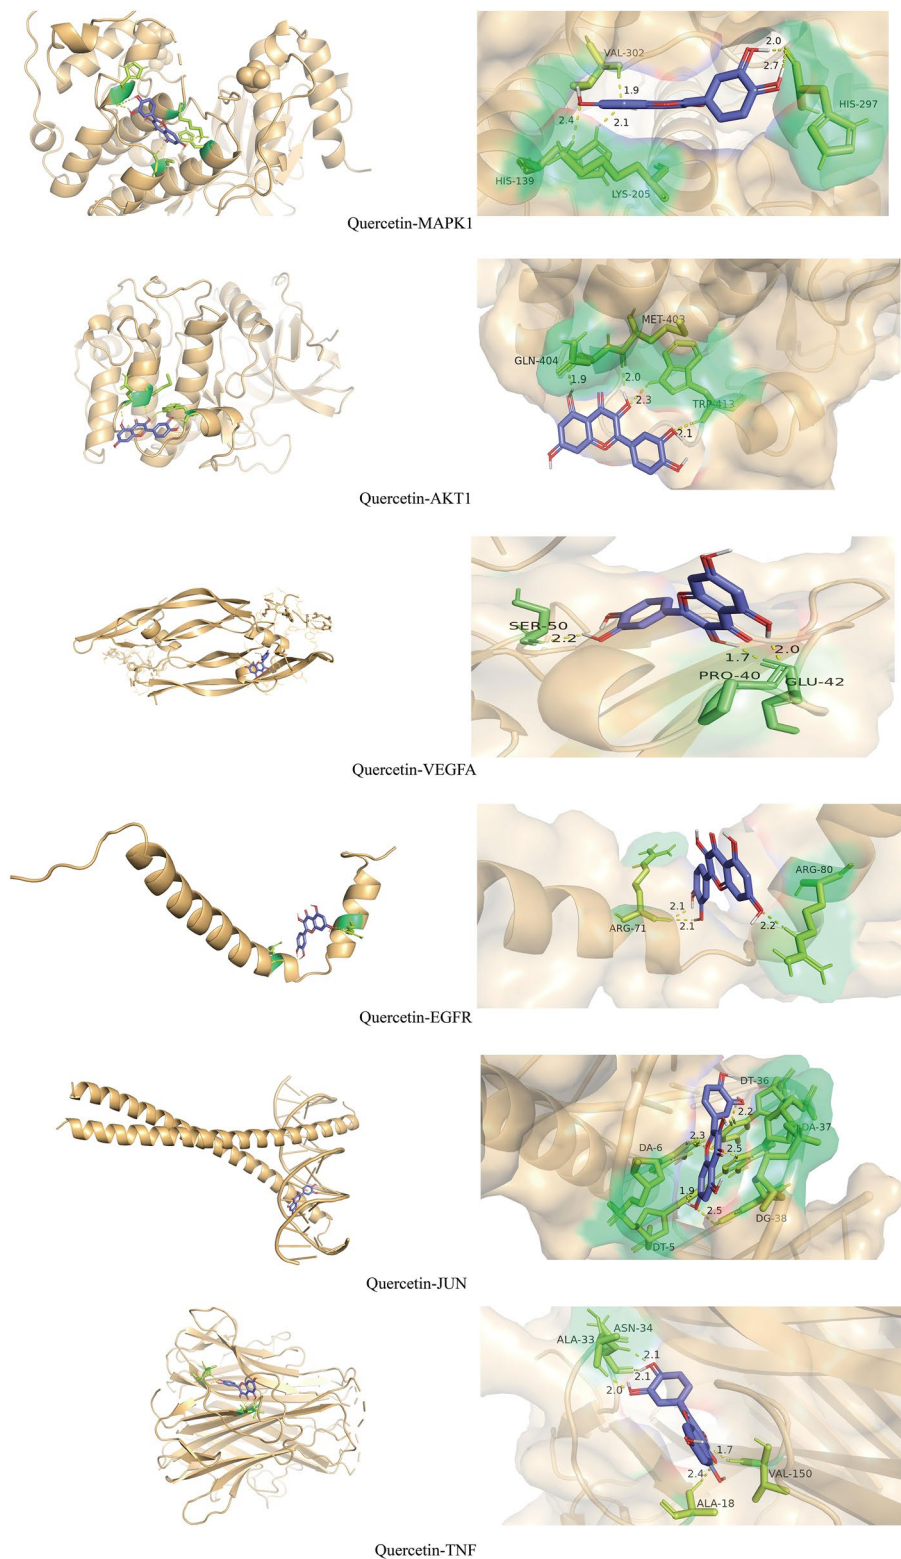 2.0
VAL-302
2.7
1.9
2.4
2.1
HIS-297
HIS-139
LYS-205
Quercetin-MAPK1
MET-403
GLN-404
1.9
2.0
2.3
TRP-413
2.1
Quercetin-AKT1
SER-50
2.2
2.0
1.7
PRO-40
GLU-42
Quercetin-VEGFA
ARG-80
2.1
2.2
2.1
ARG-71
Quercetin-EGFR
DT-36
2.2
DA-37
2.3
DA-6
2.5
1.9
2.5
DG-38
DT-5
Quercetin-JUN
ASN-34
ALA-33
2.1
2.1
2.0
1.7
2.4
VAL-150
ALA-18
Quercetin-TNF